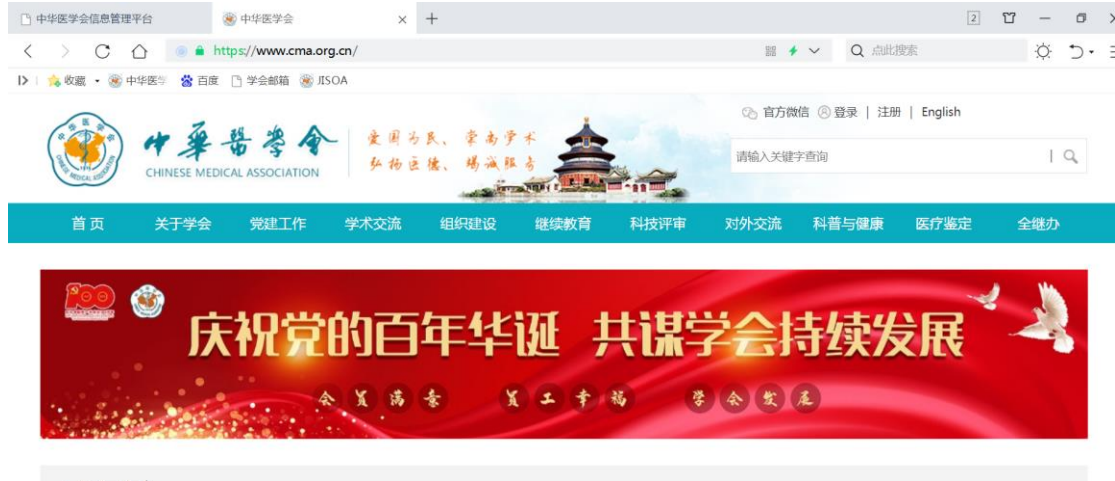 中华医学会信息管理平台 中华医学会 2
https://www.cma.org.cn/ 点此搜索
收藏 中华医学 百度 学会邮箱 JISOA
官方微信 登录 | 注册 | English
中華醫學會
CHINESE MEDICAL ASSOCIATION
爱国为民、崇尚学术
弘扬医德、竭诚服务
请输入关键字查询
首页 关于学会 党建工作 学术交流 组织建设 继续教育 科技评审 对外交流 科普与健康 医疗鉴定 全继办
100
庆祝党的百年华诞 共谋学会持续发展
会员满意 员工幸福 学会发展